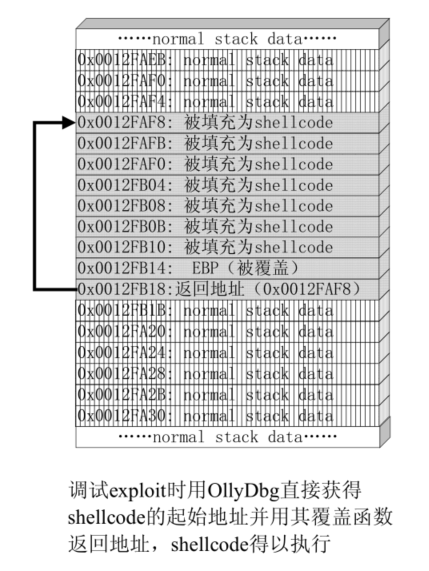 ······normal stack data······
0x0012FAEB: normal stack data
0x0012FAF0: normal stack data
0x0012FAF4: normal stack data
0x0012FAF8: 被填充为shellcode
0x0012FAFB: 被填充为shellcode
0x0012FAF0: 被填充为shellcode
0x0012FB04: 被填充为shellcode
0x0012FB08: 被填充为shellcode
0x0012FB0B: 被填充为shellcode
0x0012FB10: 被填充为shellcode
0x0012FB14: EBP（被覆盖）
0x0012FB18:返回地址（0x0012FAF8）
0x0012FB1B: normal stack data
0x0012FA20: normal stack data
0x0012FA24: normal stack data
0x0012FA28: normal stack data
0x0012FA2B: normal stack data
0x0012FA30: normal stack data
······normal stack data······
调试exploit时用OllyDbg直接获得
shellcode的起始地址并用其覆盖函数
返回地址，shellcode得以执行